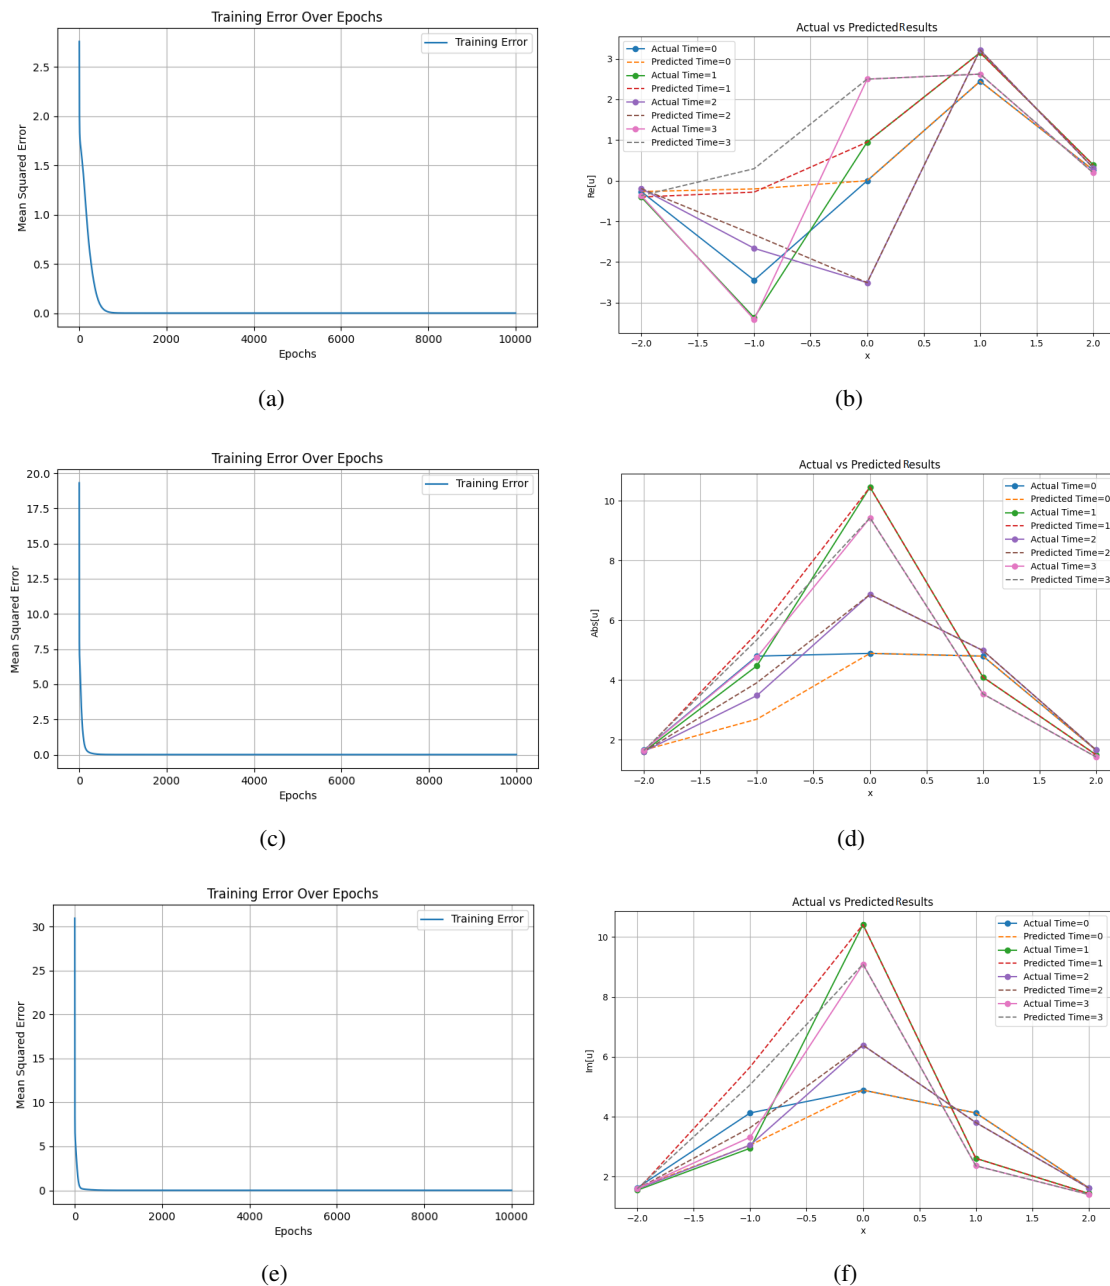 Training Error Over Epochs
Training Error
2.5
2.0
1.5
1.0
0.5
0.0
Mean Squared Error
0 2000 4000 6000 8000 10000
Epochs
(a)
Actual vs Predicted Results
Actual Time=0
Predicted Time=0
Actual Time=1
Predicted Time=1
Actual Time=2
Predicted Time=2
Actual Time=3
Predicted Time=3
3
2
1
0
−1
−2
−3
Re[u]
−2.0 −1.5 −1.0 −0.5 0.0 0.5 1.0 1.5 2.0
x
(b)
Training Error Over Epochs
Training Error
20.0
17.5
15.0
12.5
10.0
7.5
5.0
2.5
0.0
Mean Squared Error
0 2000 4000 6000 8000 10000
Epochs
(c)
Actual vs Predicted Results
Actual Time=0
Predicted Time=0
Actual Time=1
Predicted Time=1
Actual Time=2
Predicted Time=2
Actual Time=3
Predicted Time=3
10
8
6
4
2
Abs[u]
−2.0 −1.5 −1.0 −0.5 0.0 0.5 1.0 1.5 2.0
x
(d)
Training Error Over Epochs
Training Error
30
25
20
15
10
5
0
Mean Squared Error
0 2000 4000 6000 8000 10000
Epochs
(e)
Actual vs Predicted Results
Actual Time=0
Predicted Time=0
Actual Time=1
Predicted Time=1
Actual Time=2
Predicted Time=2
Actual Time=3
Predicted Time=3
10
8
6
4
2
Im[u]
−2.0 −1.5 −1.0 −0.5 0.0 0.5 1.0 1.5 2.0
x
(f)